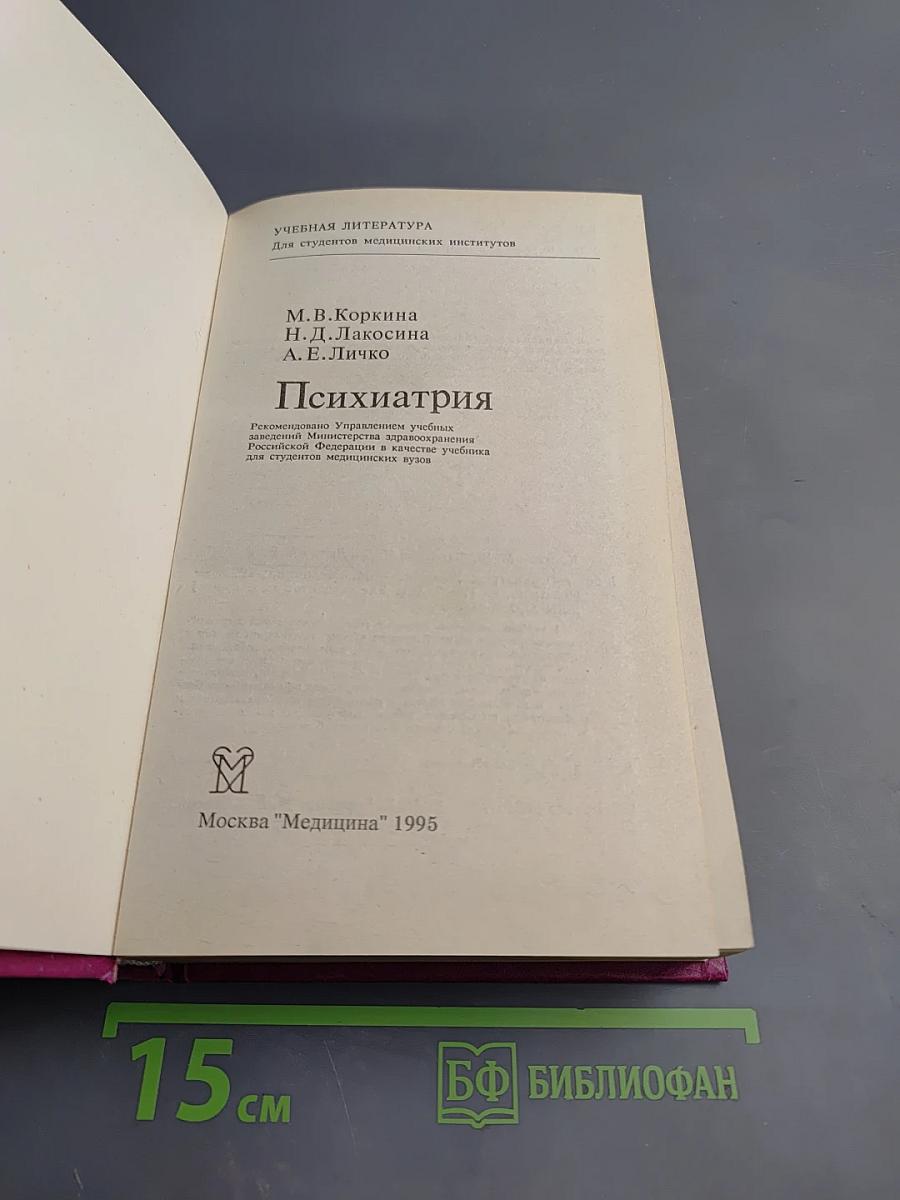 УЧЕБНАЯ ЛИТЕРАТУРА
Для студентов медицинских институтов
М.В.Коркина
Н.Д.Лакосина
А.Е.Личко
Психиатрия
Рекомендовано Управлением учебных
заведений Министерства здравоохранения
Российской Федерации в качестве учебника
для студентов медицинских вузов
Москва "Медицина" 1995
15 см
БФ БИБЛИОФАН